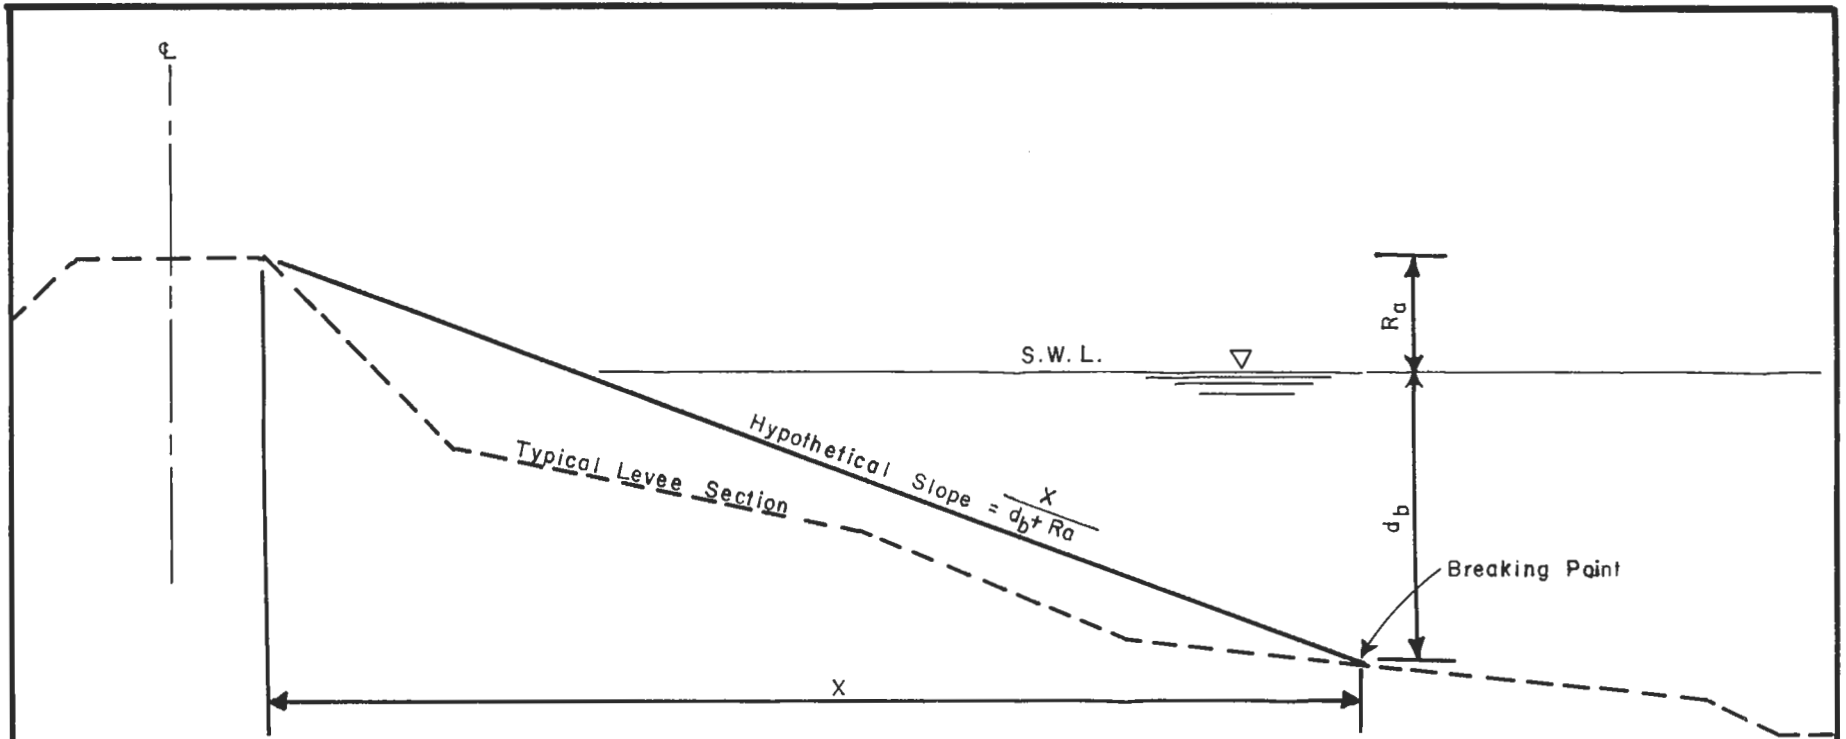 ℄
Ra
S.W.L.
Hypothetical Slope = X / db + Ra
Typical Levee Section
db
Breaking Point
X